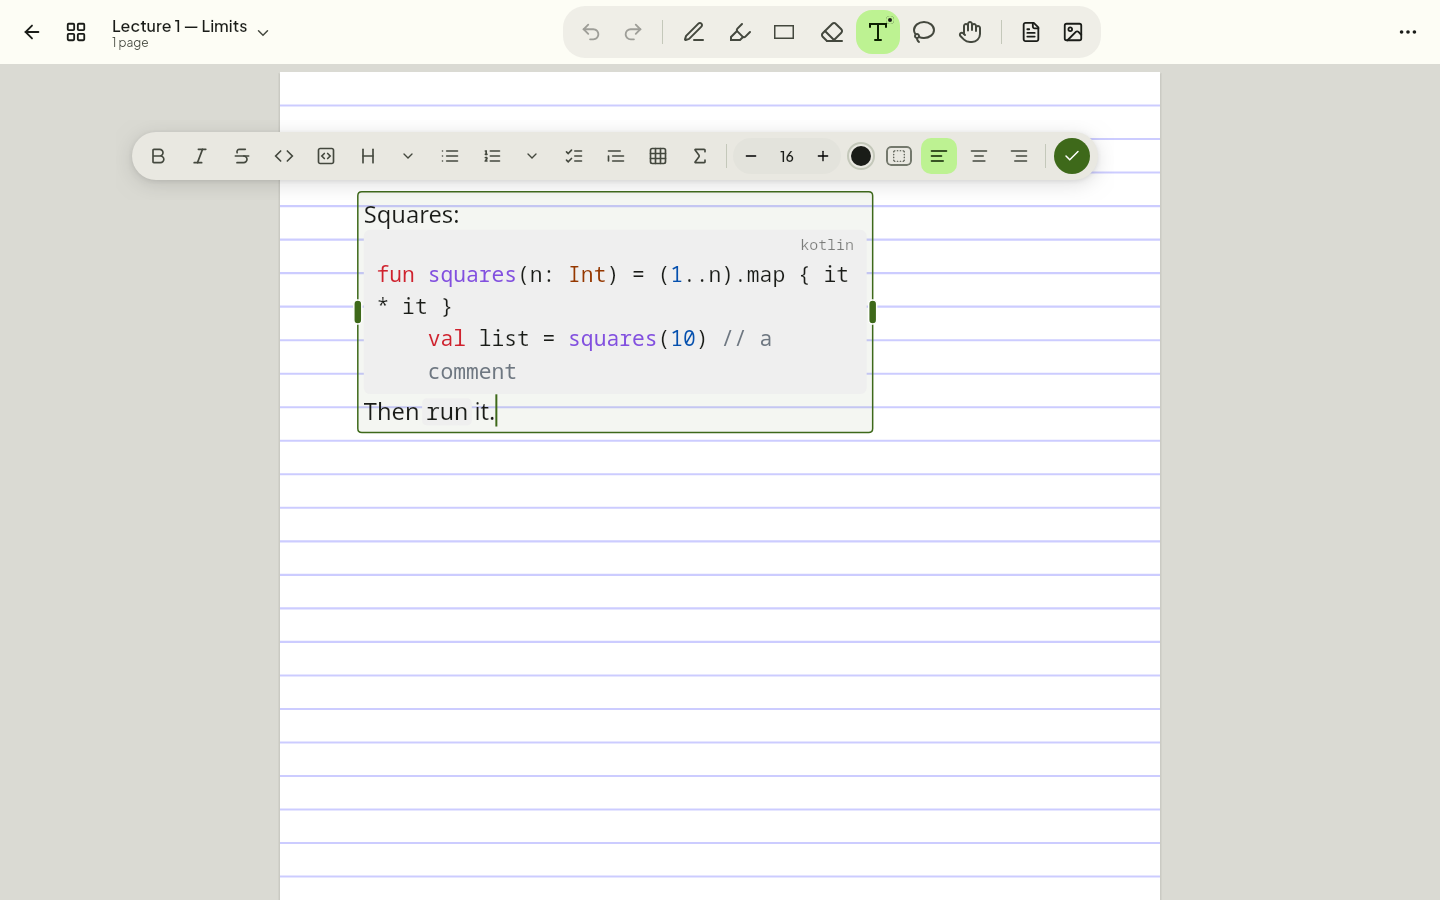 Lecture 1 — Limits
1 page
16
Squares:
kotlin
fun squares(n: Int) = (1..n).map { it
* it }
    val list = squares(10) // a
    comment
Then run it.